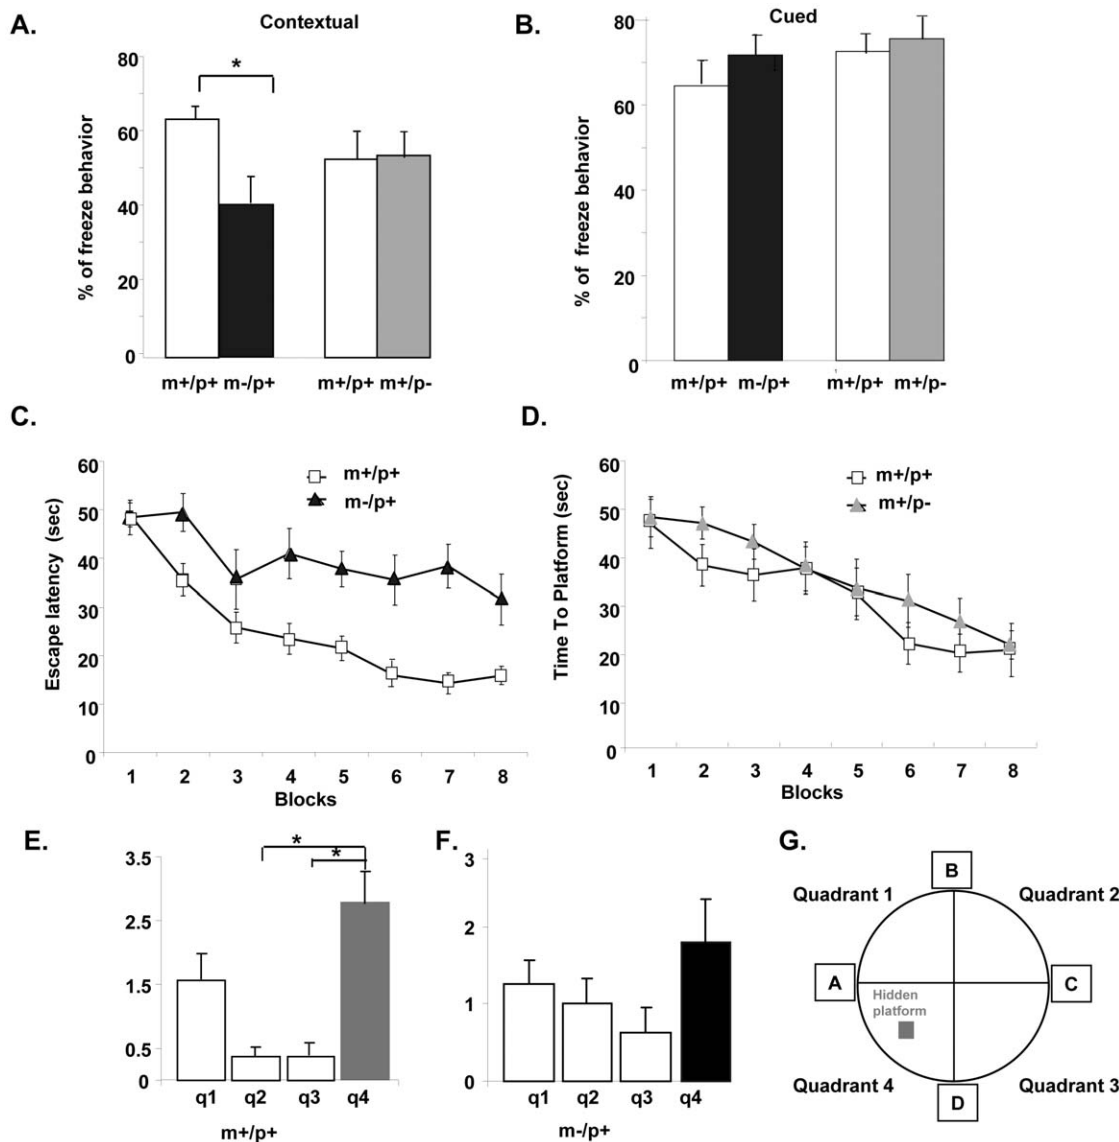 A.
Contextual
% of freeze behavior
80
60
40
20
0
*
m+/p+ m-/p+ m+/p+ m+/p-
B.
Cued
% of freeze behavior
80
60
40
20
0
m+/p+ m-/p+ m+/p+ m+/p-
C.
Escape latency (sec)
60
50
40
30
20
10
0
m+/p+
m-/p+
1 2 3 4 5 6 7 8
Blocks
D.
Time To Platform (sec)
60
50
40
30
20
10
0
m+/p+
m+/p-
1 2 3 4 5 6 7 8
Blocks
E.
3.5
2.5
1.5
0.5
0
*
*
q1 q2 q3 q4
m+/p+
F.
3
2
1
0
q1 q2 q3 q4
m-/p+
G.
B
Quadrant 1 Quadrant 2
A C
Hidden
platform
Quadrant 4 Quadrant 3
D